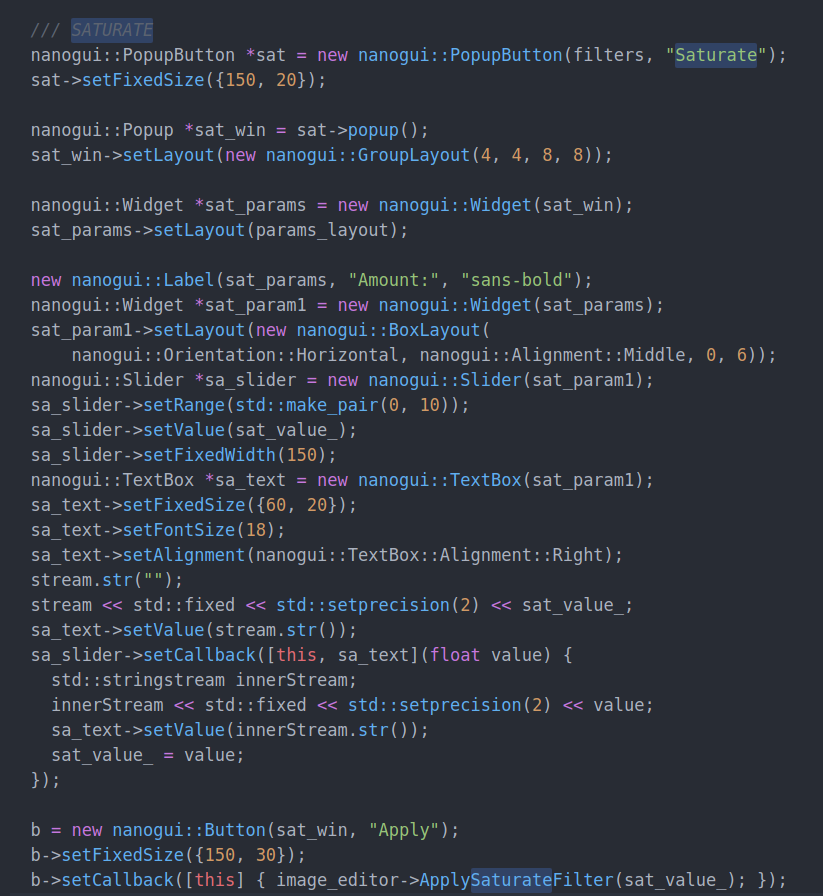 /// SATURATE
nanogui::PopupButton *sat = new nanogui::PopupButton(filters, "Saturate");
sat->setFixedSize({150, 20});
nanogui::Popup *sat_win = sat->popup();
sat_win->setLayout(new nanogui::GroupLayout(4, 4, 8, 8));
nanogui::Widget *sat_params = new nanogui::Widget(sat_win);
sat_params->setLayout(params_layout);
new nanogui::Label(sat_params, "Amount:", "sans-bold");
nanogui::Widget *sat_param1 = new nanogui::Widget(sat_params);
sat_param1->setLayout(new nanogui::BoxLayout(
    nanogui::Orientation::Horizontal, nanogui::Alignment::Middle, 0, 6));
nanogui::Slider *sa_slider = new nanogui::Slider(sat_param1);
sa_slider->setRange(std::make_pair(0, 10));
sa_slider->setValue(sat_value_);
sa_slider->setFixedWidth(150);
nanogui::TextBox *sa_text = new nanogui::TextBox(sat_param1);
sa_text->setFixedSize({60, 20});
sa_text->setFontSize(18);
sa_text->setAlignment(nanogui::TextBox::Alignment::Right);
stream.str("");
stream << std::fixed << std::setprecision(2) << sat_value_;
sa_text->setValue(stream.str());
sa_slider->setCallback([this, sa_text](float value) {
  std::stringstream innerStream;
  innerStream << std::fixed << std::setprecision(2) << value;
  sa_text->setValue(innerStream.str());
  sat_value_ = value;
});
b = new nanogui::Button(sat_win, "Apply");
b->setFixedSize({150, 30});
b->setCallback([this] { image_editor->ApplySaturateFilter(sat_value_); });